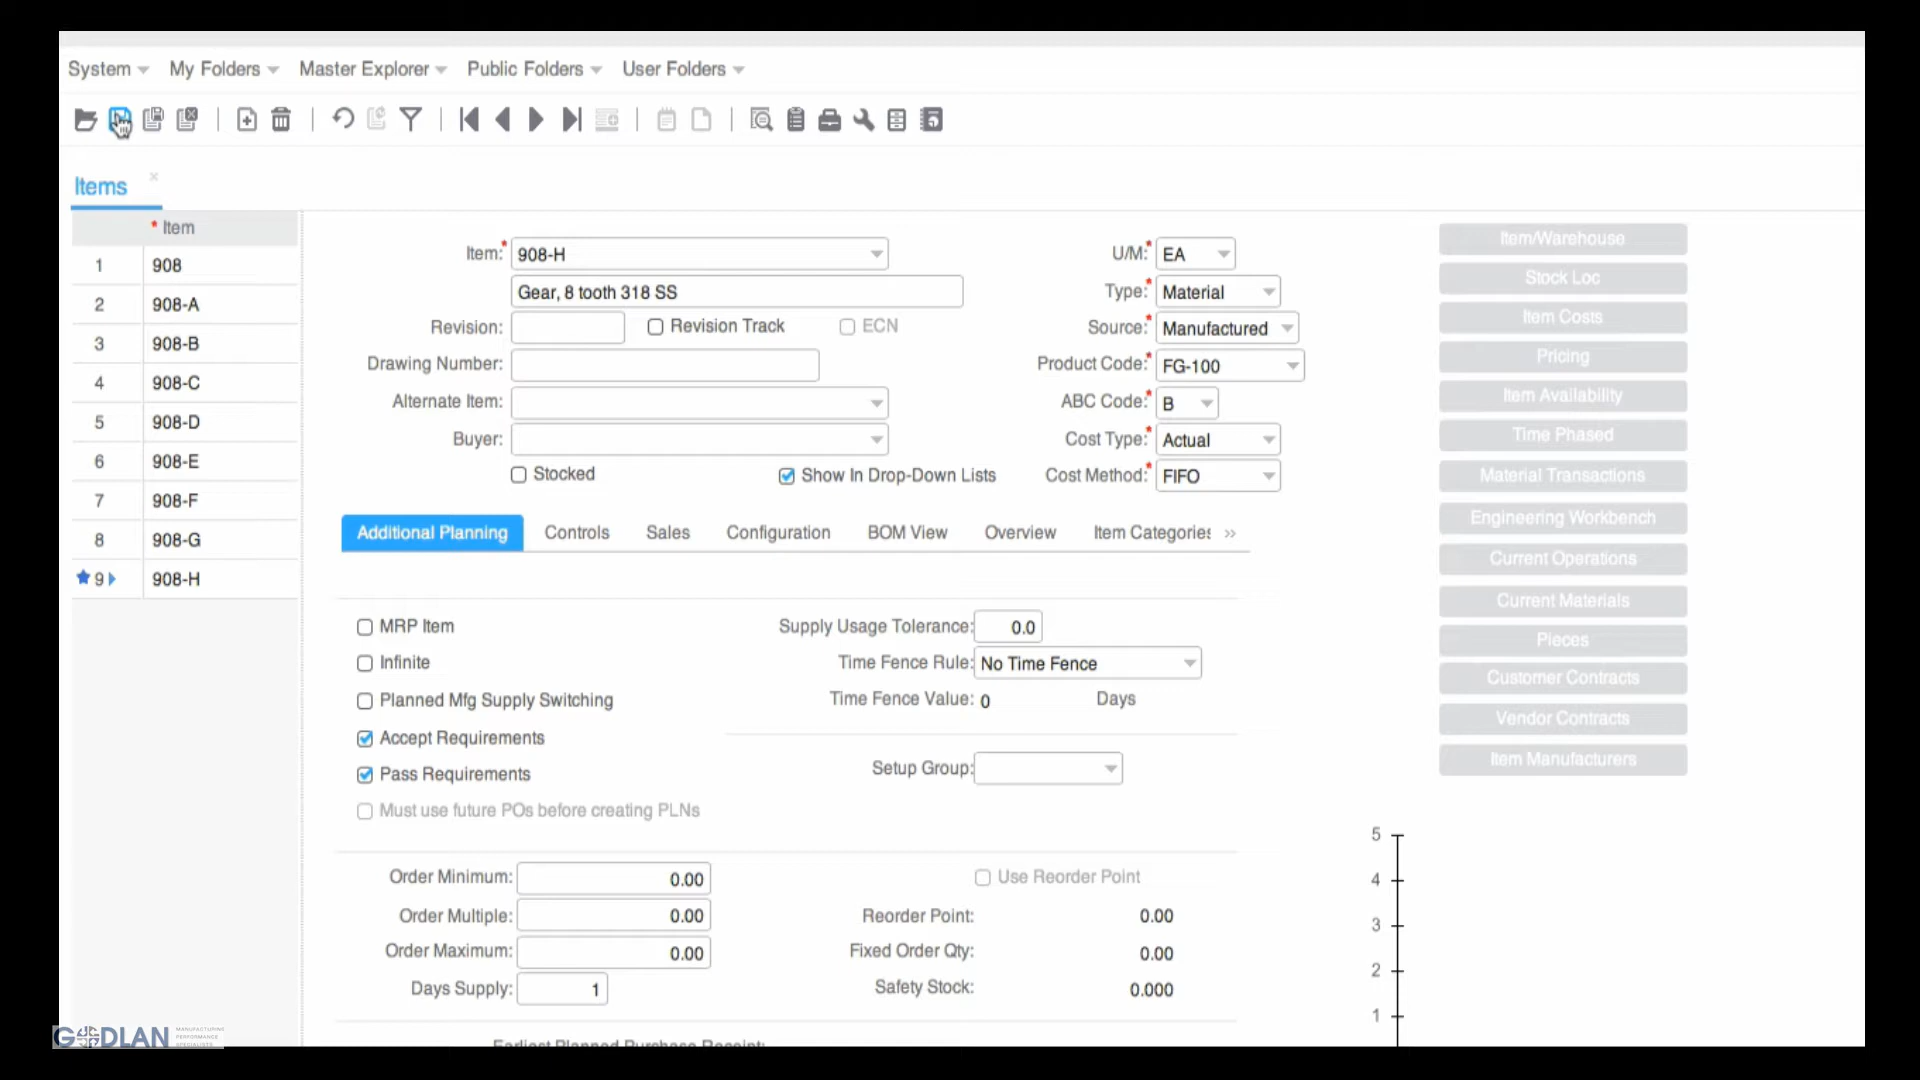 System My Folders Master Explorer Public Folders User Folders
Items ×
* Item
1 908
2 908-A
3 908-B
4 908-C
5 908-D
6 908-E
7 908-F
8 908-G
9 908-H
Item:* 908-H
Gear, 8 tooth 318 SS
Revision: Revision Track ECN
Drawing Number:
Alternate Item:
Buyer:
Stocked Show In Drop-Down Lists
U/M:* EA
Type:* Material
Source:* Manufactured
Product Code:* FG-100
ABC Code:* B
Cost Type:* Actual
Cost Method:* FIFO
Item/Warehouse
Stock Loc
Item Costs
Pricing
Item Availability
Time Phased
Material Transactions
Engineering Workbench
Current Operations
Current Materials
Pieces
Customer Contracts
Vendor Contracts
Item Manufacturers
Additional Planning Controls Sales Configuration BOM View Overview Item Categories »
MRP Item
Infinite
Planned Mfg Supply Switching
Accept Requirements
Pass Requirements
Must use future POs before creating PLNs
Supply Usage Tolerance: 0.0
Time Fence Rule: No Time Fence
Time Fence Value: 0 Days
Setup Group:
Order Minimum: 0.00
Order Multiple: 0.00
Order Maximum: 0.00
Days Supply: 1
Use Reorder Point
Reorder Point: 0.00
Fixed Order Qty: 0.00
Safety Stock: 0.000
5
4
3
2
1
Earliest Planned Purchase Receipt:
GODLAN
MANUFACTURING
PERFORMANCE
SPECIALISTS